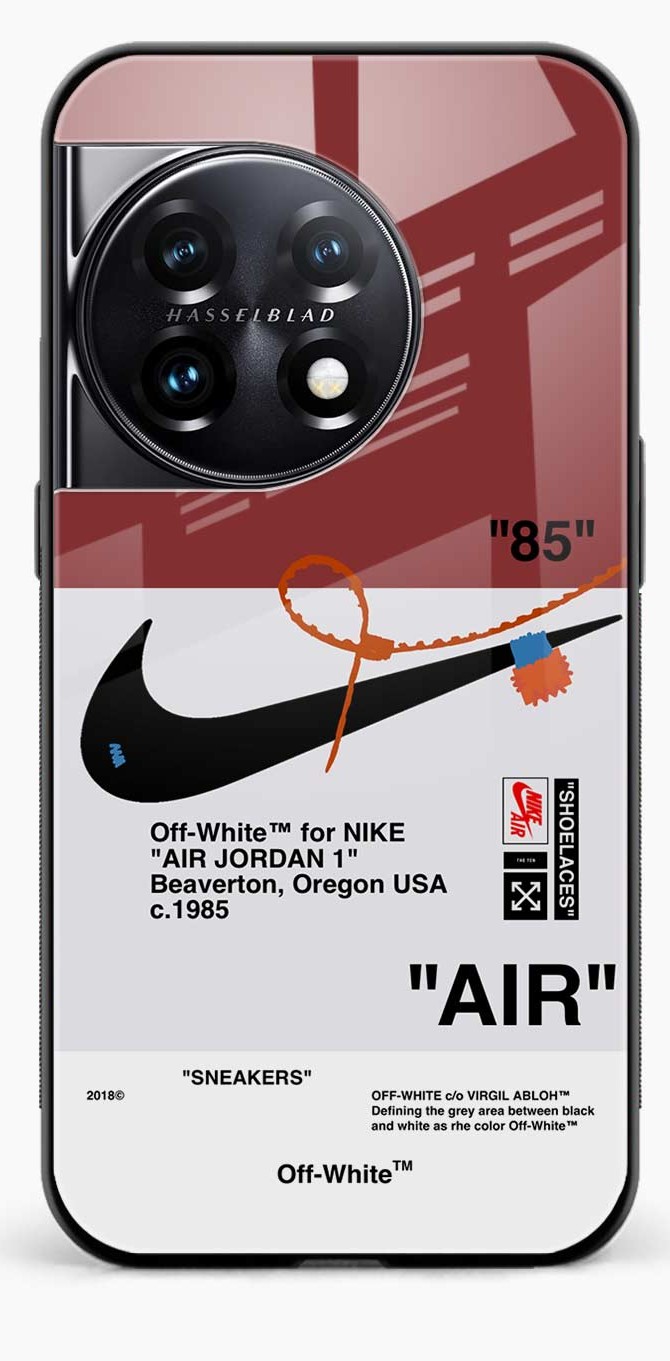 HASSELBLAD
"85"
Off-White™ for NIKE
"AIR JORDAN 1"
Beaverton, Oregon USA
c.1985
NIKE
AIR
THE TEN
"SHOELACES"
"AIR"
"SNEAKERS"
2018©
OFF-WHITE c/o VIRGIL ABLOH™
Defining the grey area between black
and white as rhe color Off-White™
Off-White™